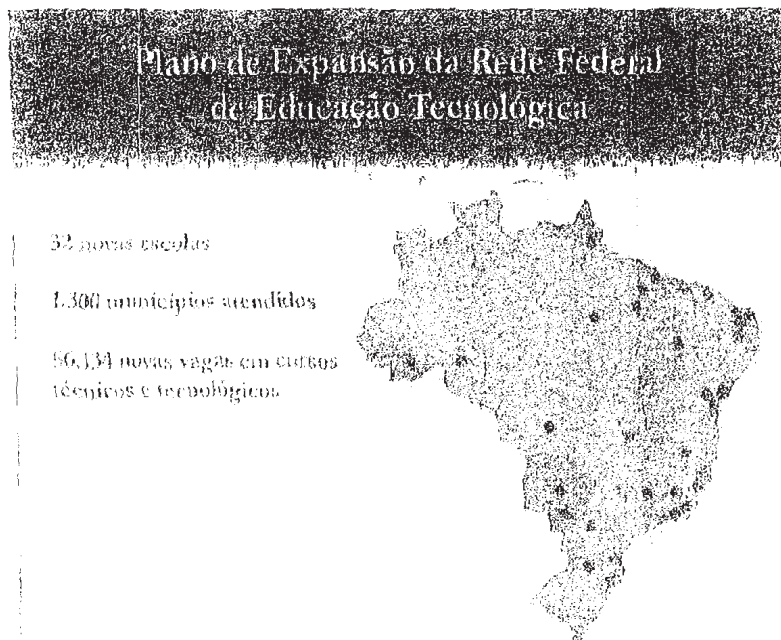 Plano de Expansão da Rede Federal
de Educação Tecnológica
32 novas escolas
1.300 municípios atendidos
novas vagas em cursos
técnicos e tecnológicos